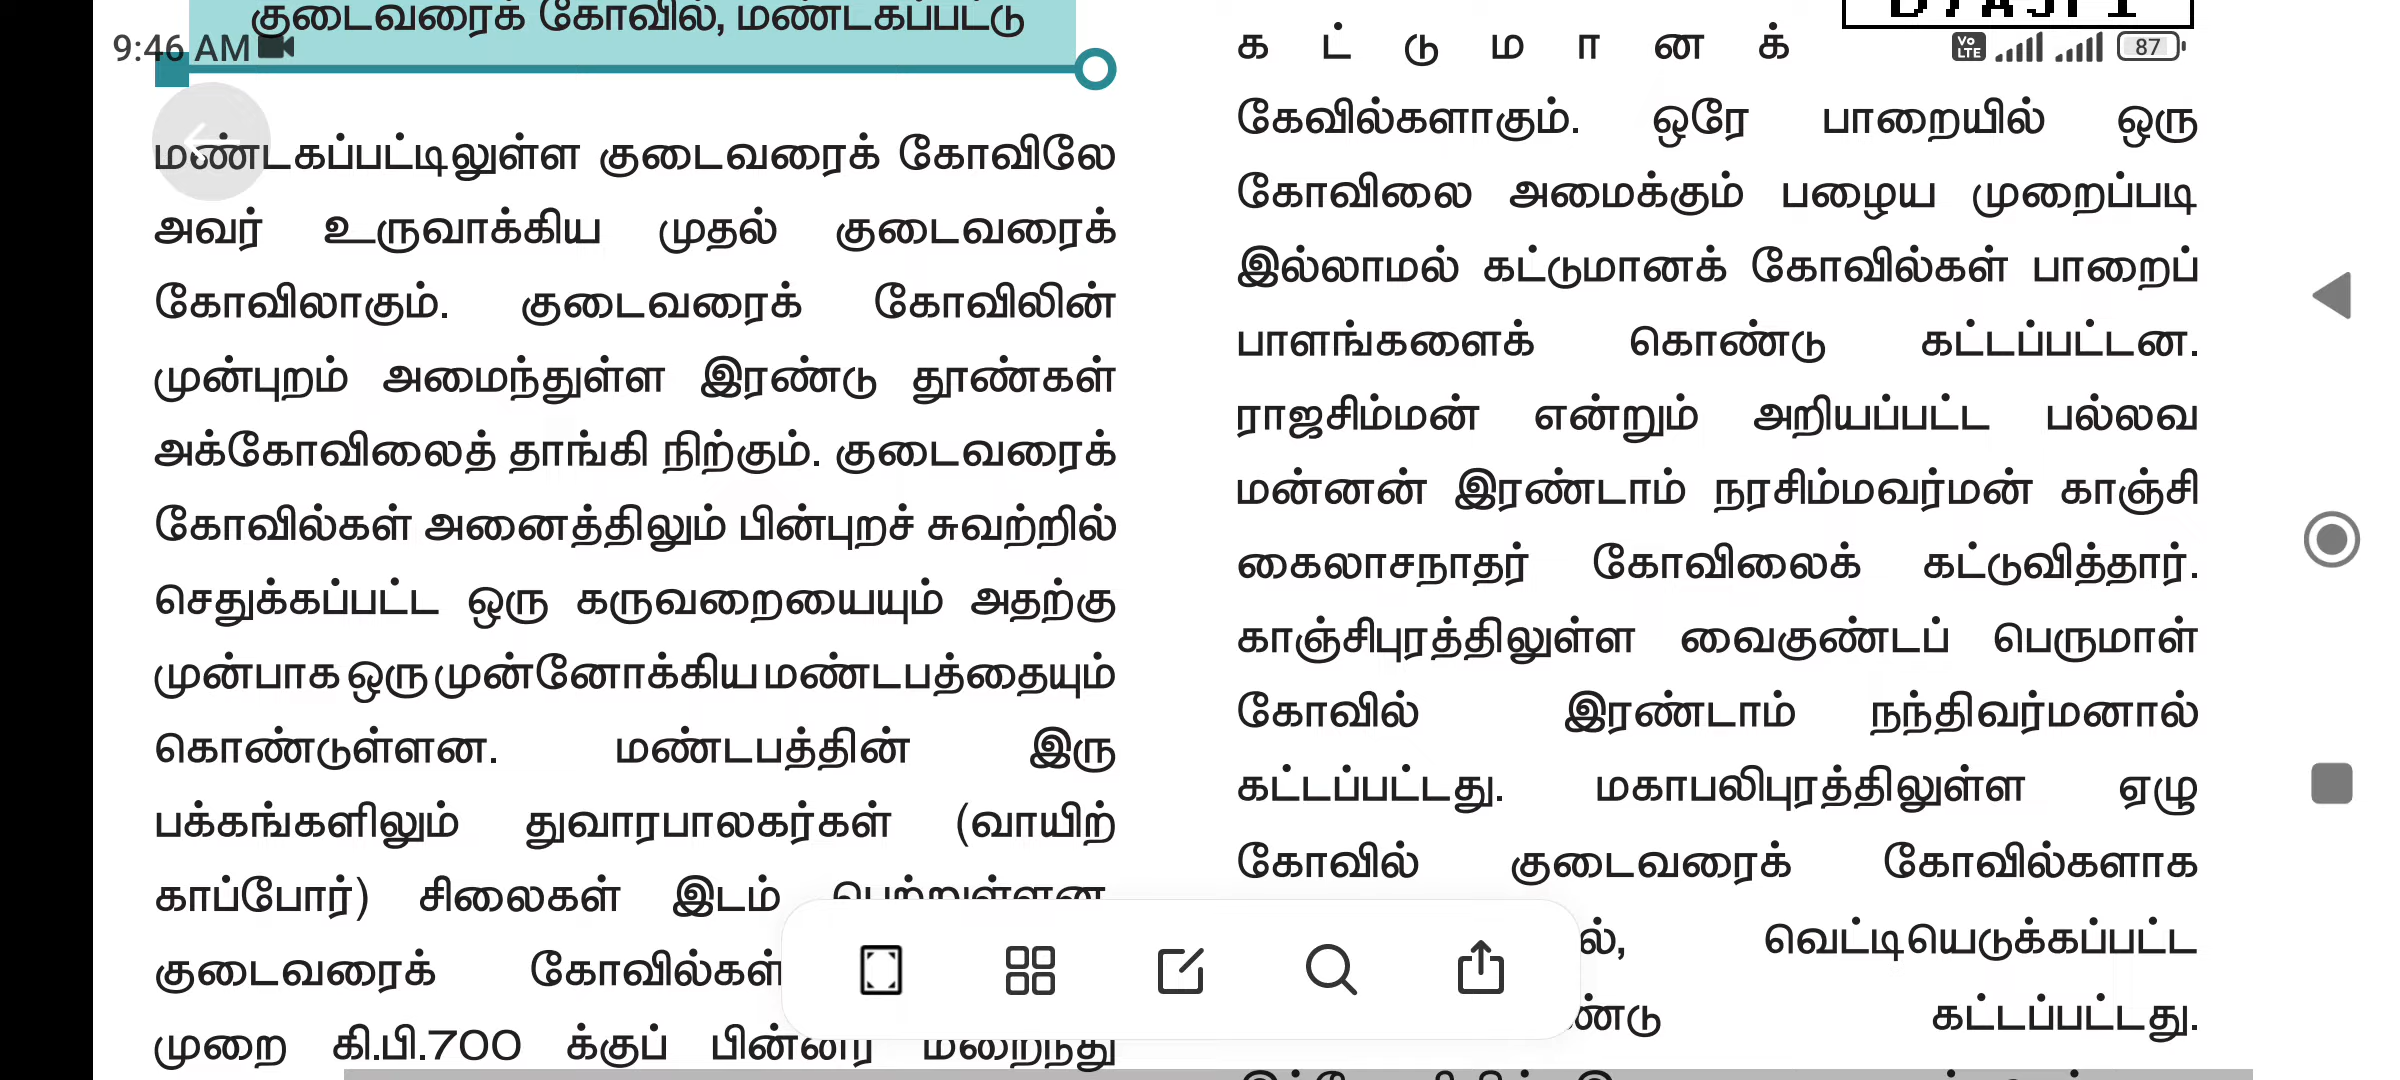 குடைவரைக் கோவில், மண்டகப்பட்டு
9:46 AM
மண்டகப்பட்டிலுள்ள குடைவரைக் கோவிலே
அவர் உருவாக்கிய முதல் குடைவரைக்
கோவிலாகும். குடைவரைக் கோவிலின்
முன்புறம் அமைந்துள்ள இரண்டு தூண்கள்
அக்கோவிலைத் தாங்கி நிற்கும். குடைவரைக்
கோவில்கள் அனைத்திலும் பின்புறச் சுவற்றில்
செதுக்கப்பட்ட ஒரு கருவறையையும் அதற்கு
முன்பாக ஒரு முன்னோக்கிய மண்டபத்தையும்
கொண்டுள்ளன. மண்டபத்தின் இரு
பக்கங்களிலும் துவாரபாலகர்கள் (வாயிற்
காப்போர்) சிலைகள் இடம் பெற்றுள்ளன.
குடைவரைக் கோவில்கள்
முறை கி.பி.700 க்குப் பின்னர் மறைந்து
க ட் டு மா ன க்
Vo LTE 87
கேவில்களாகும். ஒரே பாறையில் ஒரு
கோவிலை அமைக்கும் பழைய முறைப்படி
இல்லாமல் கட்டுமானக் கோவில்கள் பாறைப்
பாளங்களைக் கொண்டு கட்டப்பட்டன.
ராஜசிம்மன் என்றும் அறியப்பட்ட பல்லவ
மன்னன் இரண்டாம் நரசிம்மவர்மன் காஞ்சி
கைலாசநாதர் கோவிலைக் கட்டுவித்தார்.
காஞ்சிபுரத்திலுள்ள வைகுண்டப் பெருமாள்
கோவில் இரண்டாம் நந்திவர்மனால்
கட்டப்பட்டது. மகாபலிபுரத்திலுள்ள ஏழு
கோவில் குடைவரைக் கோவில்களாக
வெட்டியெடுக்கப்பட்ட
கட்டப்பட்டது.